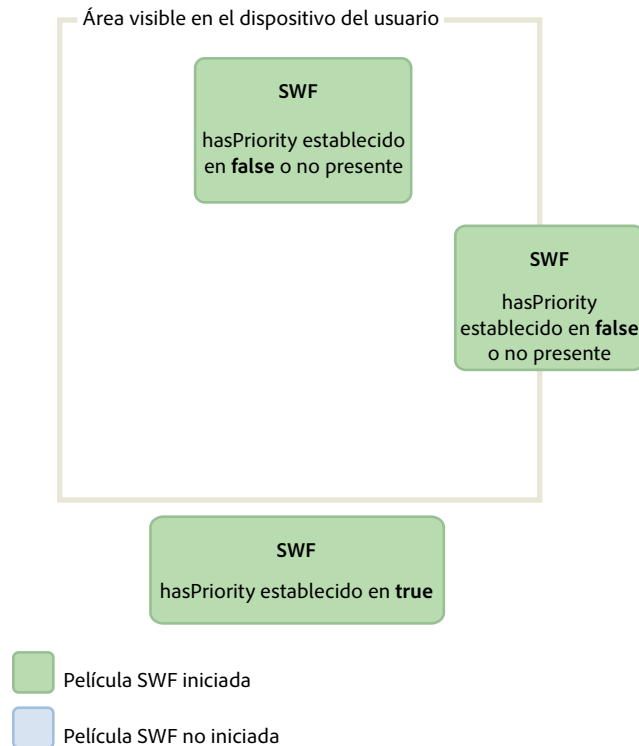 Área visible en el dispositivo del usuario
SWF
hasPriority establecido
en false o no presente
SWF
hasPriority
establecido en false
o no presente
SWF
hasPriority establecido en true
Película SWF iniciada
Película SWF no iniciada